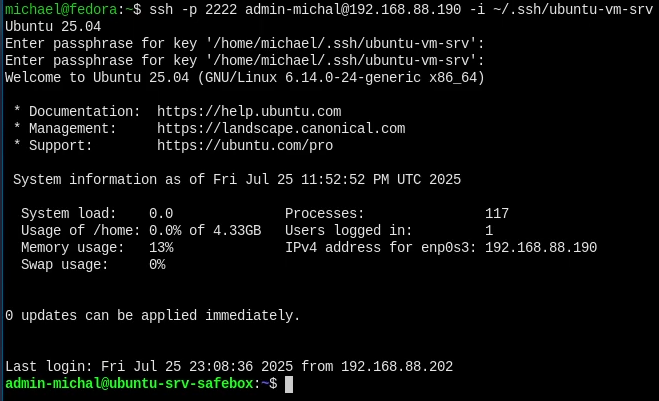 michael@fedora:~$ ssh -p 2222 admin-michal@192.168.88.190 -i ~/.ssh/ubuntu-vm-srv
Ubuntu 25.04
Enter passphrase for key '/home/michael/.ssh/ubuntu-vm-srv':
Enter passphrase for key '/home/michael/.ssh/ubuntu-vm-srv':
Welcome to Ubuntu 25.04 (GNU/Linux 6.14.0-24-generic x86_64)
* Documentation:  https://help.ubuntu.com
* Management:     https://landscape.canonical.com
* Support:        https://ubuntu.com/pro
System information as of Fri Jul 25 11:52:52 PM UTC 2025
System load:    0.0               Processes:               117
Usage of /home: 0.0% of 4.33GB   Users logged in:         1
Memory usage:   13%              IPv4 address for enp0s3: 192.168.88.190
Swap usage:     0%
0 updates can be applied immediately.
Last login: Fri Jul 25 23:08:36 2025 from 192.168.88.202
admin-michal@ubuntu-srv-safebox:~$